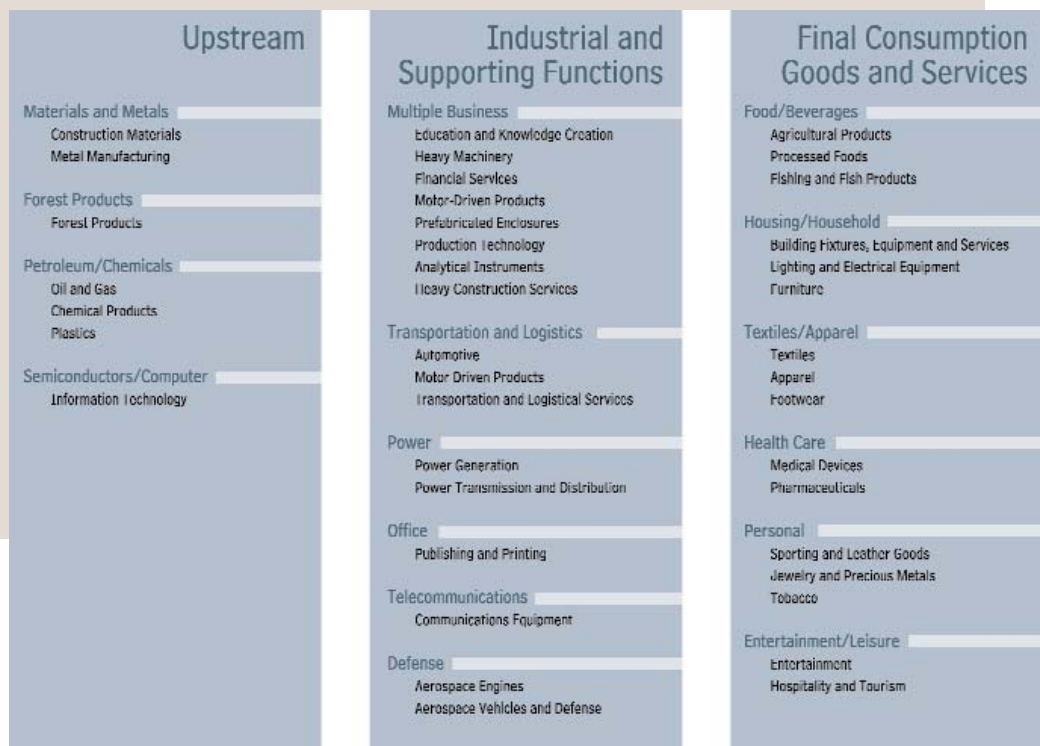 Upstream
Materials and Metals
Construction Materials
Metal Manufacturing
Forest Products
Forest Products
Petroleum/Chemicals
Oil and Gas
Chemical Products
Plastics
Semiconductors/Computer
Information Technology
Industrial and
Supporting Functions
Multiple Business
Education and Knowledge Creation
Heavy Machinery
Financial Services
Motor-Driven Products
Prefabricated Enclosures
Production Technology
Analytical Instruments
Heavy Construction Services
Transportation and Logistics
Automotive
Motor Driven Products
Transportation and Logistical Services
Power
Power Generation
Power Transmission and Distribution
Office
Publishing and Printing
Telecommunications
Communications Equipment
Defense
Aerospace Engines
Aerospace Vehicles and Defense
Final Consumption
Goods and Services
Food/Beverages
Agricultural Products
Processed Foods
Fishing and Fish Products
Housing/Household
Building Fixtures, Equipment and Services
Lighting and Electrical Equipment
Furniture
Textiles/Apparel
Textiles
Apparel
Footwear
Health Care
Medical Devices
Pharmaceuticals
Personal
Sporting and Leather Goods
Jewelry and Precious Metals
Tobacco
Entertainment/Leisure
Entertainment
Hospitality and Tourism